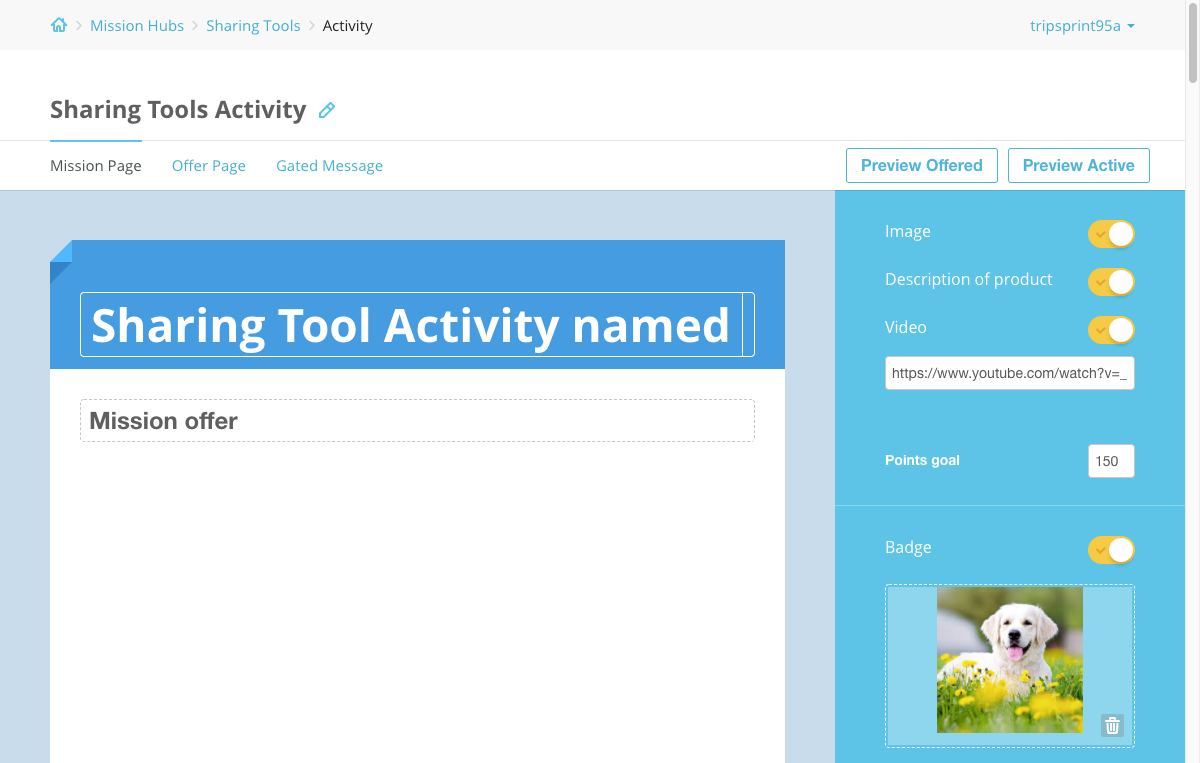 Mission Hubs Sharing Tools Activity tripsprint95a
Sharing Tools Activity
Mission Page Offer Page Gated Message Preview Offered Preview Active
Image
Description of product
Sharing Tool Activity named
Video
https://www.youtube.com/watch?v=_
Mission offer
Points goal 150
Badge